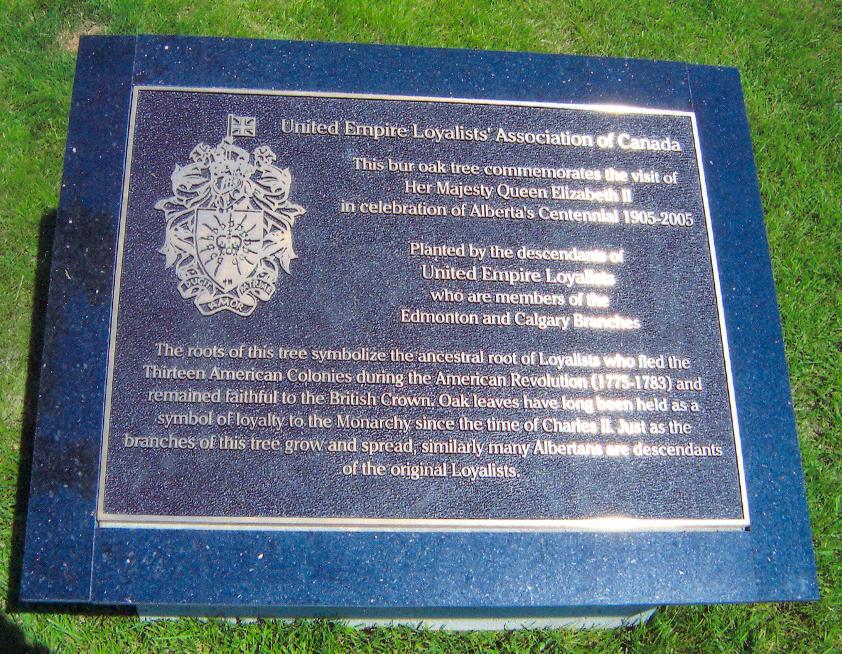 United Empire Loyalists' Association of Canada
This bur oak tree commemorates the visit of
Her Majesty Queen Elizabeth II
in celebration of Alberta's Centennial 1905-2005
Planted by the descendants of
United Empire Loyalists
who are members of the
Edmonton and Calgary Branches
DUCIT AMOR PATRIAE
The roots of this tree symbolize the ancestral root of Loyalists who fled the
Thirteen American Colonies during the American Revolution (1775-1783) and
remained faithful to the British Crown. Oak leaves have long been held as a
symbol of loyalty to the Monarchy since the time of Charles II. Just as the
branches of this tree grow and spread, similarly many Albertans are descendants
of the original Loyalists.